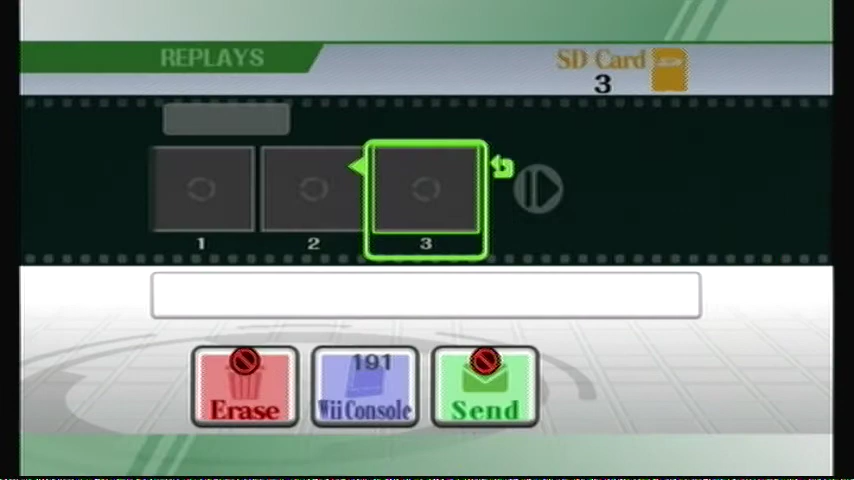 REPLAYS
SD Card
3
1
2
3
191
Erase
Wii Console
Send